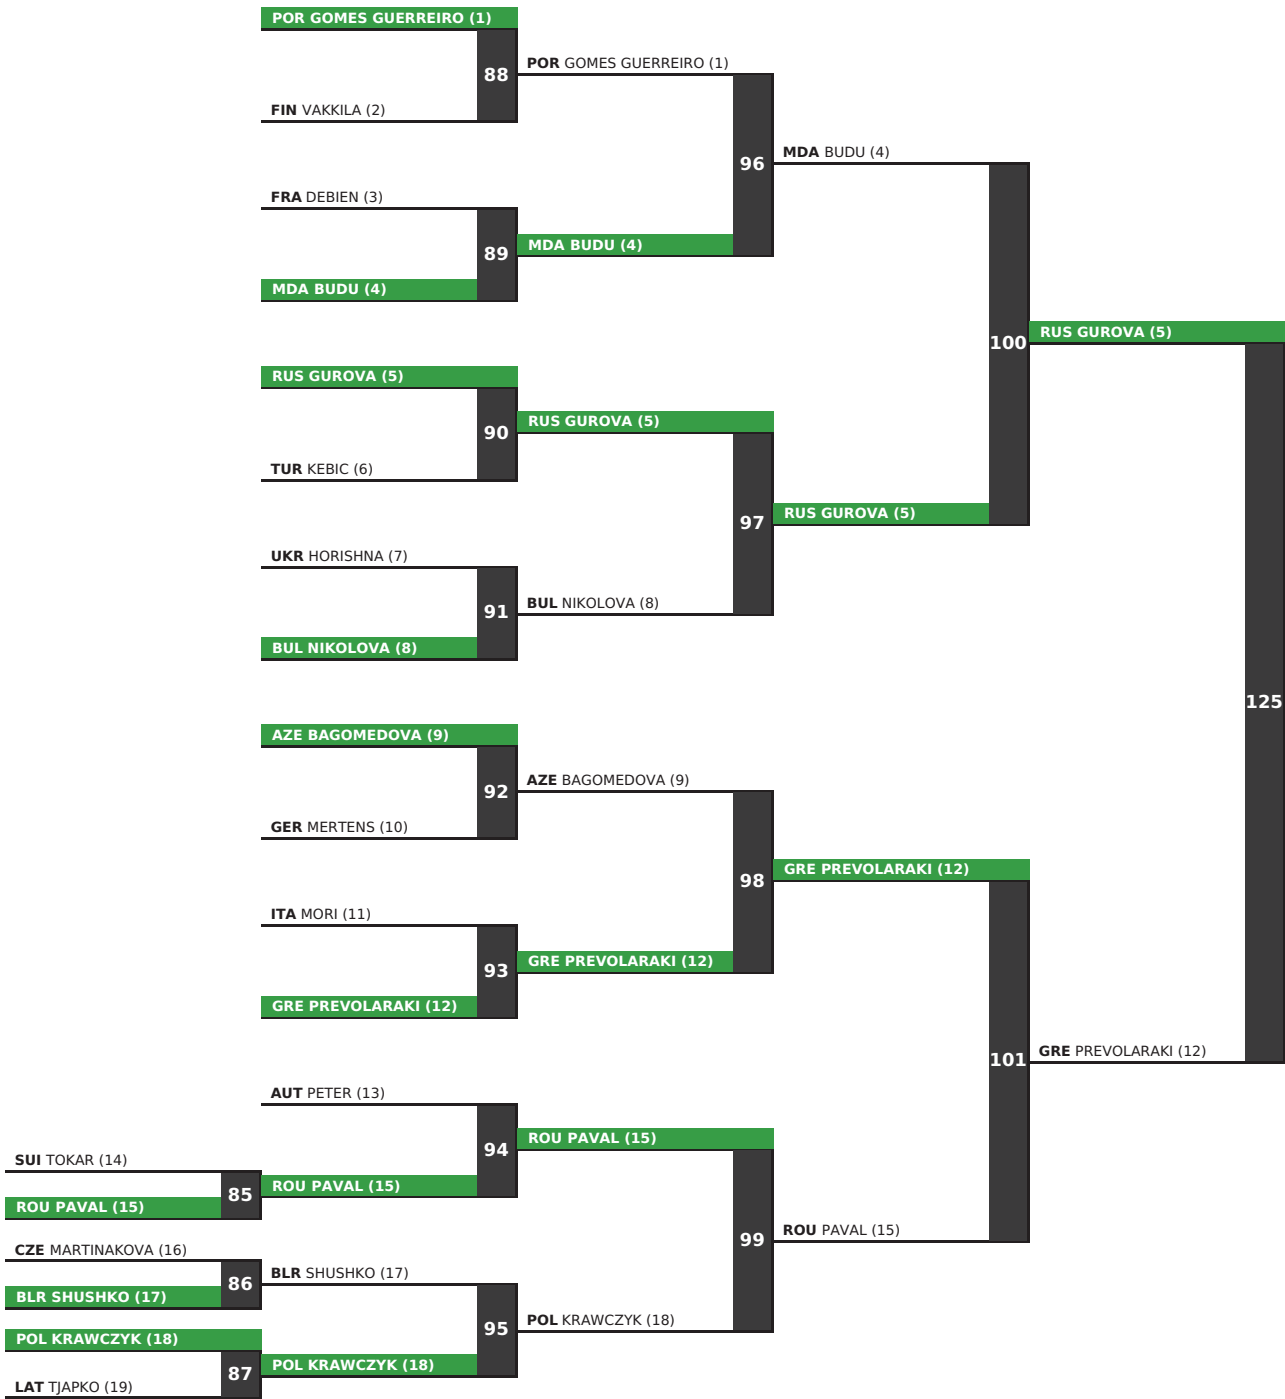 POR GOMES GUERREIRO (1)
88
POR GOMES GUERREIRO (1)
FIN VAKKILA (2)
96
MDA BUDU (4)
FRA DEBIEN (3)
89
MDA BUDU (4)
MDA BUDU (4)
100
RUS GUROVA (5)
RUS GUROVA (5)
90
RUS GUROVA (5)
TUR KEBIC (6)
97
RUS GUROVA (5)
UKR HORISHNA (7)
91
BUL NIKOLOVA (8)
BUL NIKOLOVA (8)
125
AZE BAGOMEDOVA (9)
92
AZE BAGOMEDOVA (9)
GER MERTENS (10)
98
GRE PREVOLARAKI (12)
ITA MORI (11)
93
GRE PREVOLARAKI (12)
GRE PREVOLARAKI (12)
101
GRE PREVOLARAKI (12)
AUT PETER (13)
94
ROU PAVAL (15)
SUI TOKAR (14)
85
ROU PAVAL (15)
ROU PAVAL (15)
99
ROU PAVAL (15)
CZE MARTINAKOVA (16)
86
BLR SHUSHKO (17)
BLR SHUSHKO (17)
95
POL KRAWCZYK (18)
POL KRAWCZYK (18)
87
POL KRAWCZYK (18)
LAT TJAPKO (19)